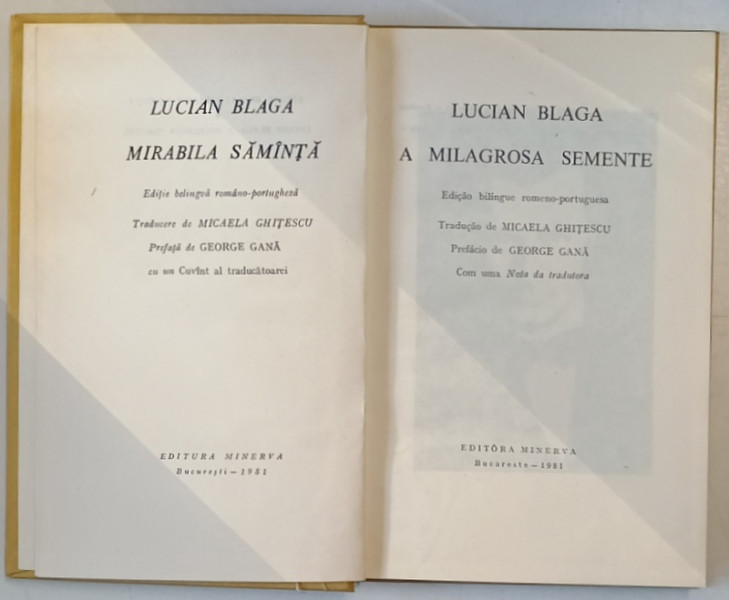 LUCIAN BLAGA
MIRABILA SĂMÎNȚĂ
Ediție belingvă româno-portugheză
Traducere de MICAELA GHIȚESCU
Prefață de GEORGE GANĂ
cu un Cuvînt al traducătoarei
EDITURA MINERVA
București — 1981
LUCIAN BLAGA
A MILAGROSA SEMENTE
Edição bilíngue romeno-portuguesa
Tradução de MICAELA GHIȚESCU
Prefácio de GEORGE GANĂ
Com uma Nota da tradutora
EDITÔRA MINERVA
Bucareste — 1981